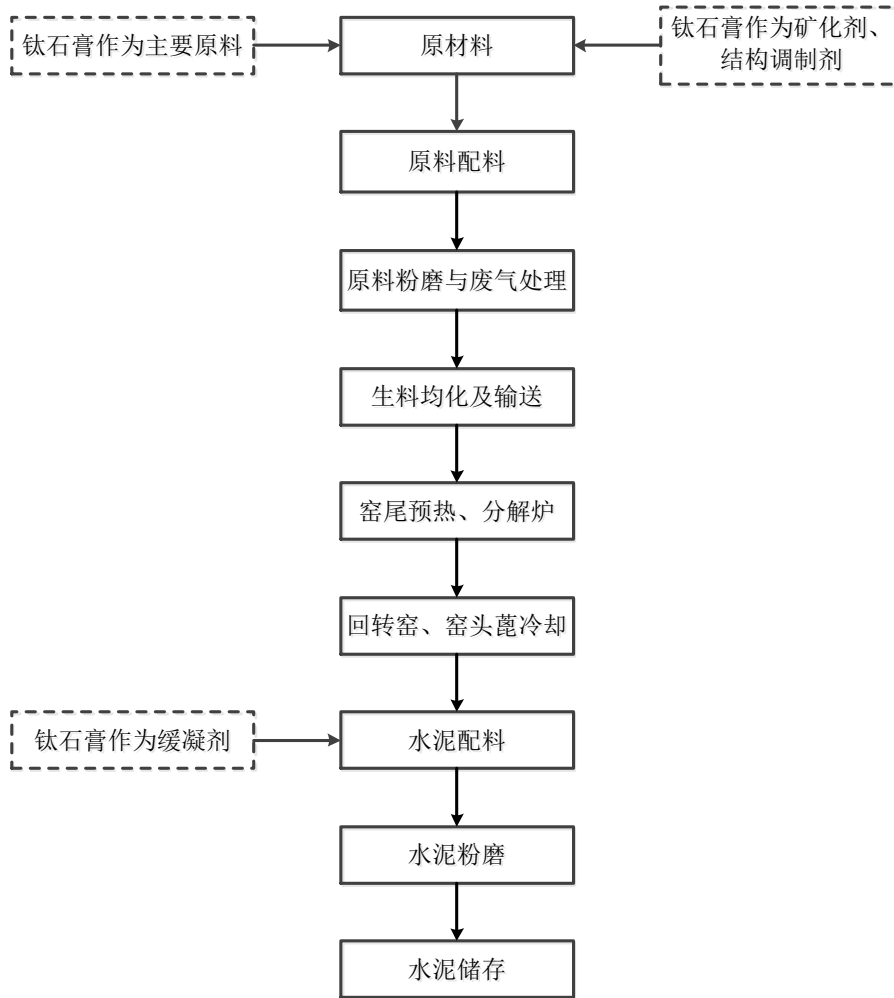 钛石膏作为主要原料
原材料
钛石膏作为矿化剂、
结构调制剂
原料配料
原料粉磨与废气处理
生料均化及输送
窑尾预热、分解炉
回转窑、窑头蓖冷却
钛石膏作为缓凝剂
水泥配料
水泥粉磨
水泥储存